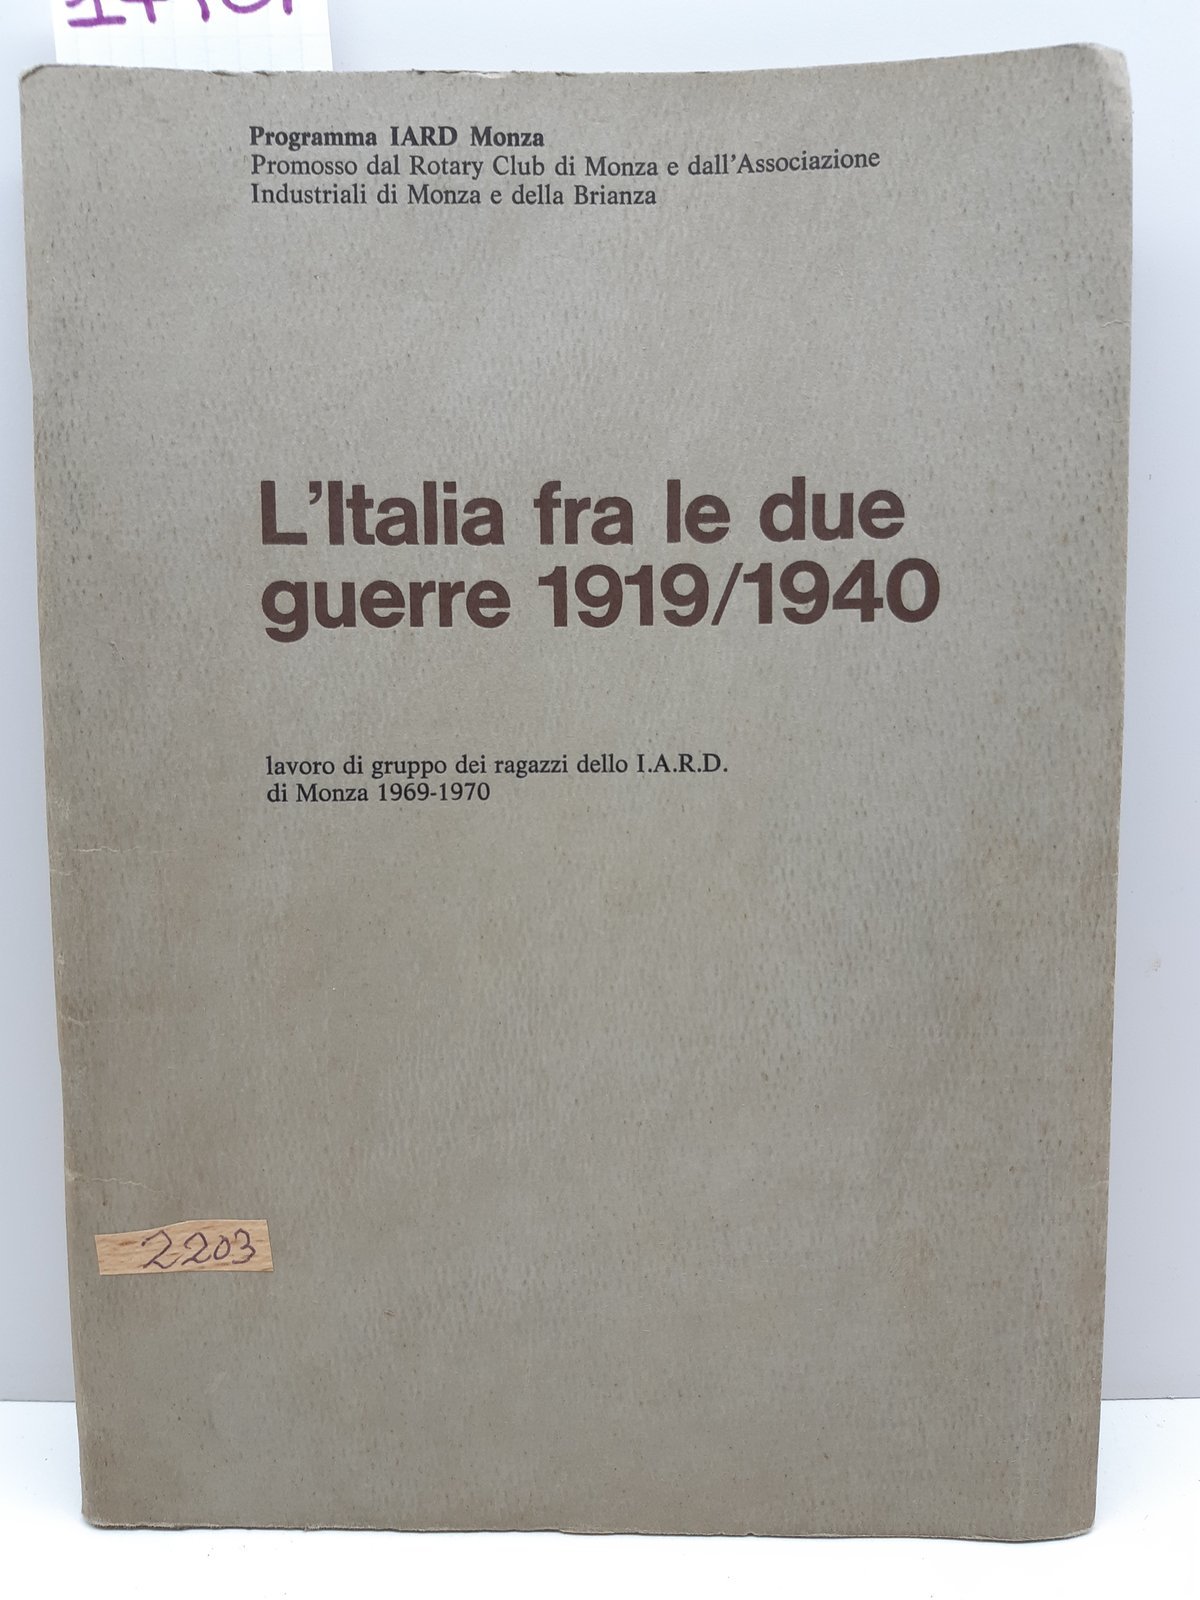 Programma IARD Monza
Promosso dal Rotary Club di Monza e dall'Associazione
Industriali di Monza e della Brianza
L'Italia fra le due
guerre 1919/1940
lavoro di gruppo dei ragazzi dello I.A.R.D.
di Monza 1969-1970
2203